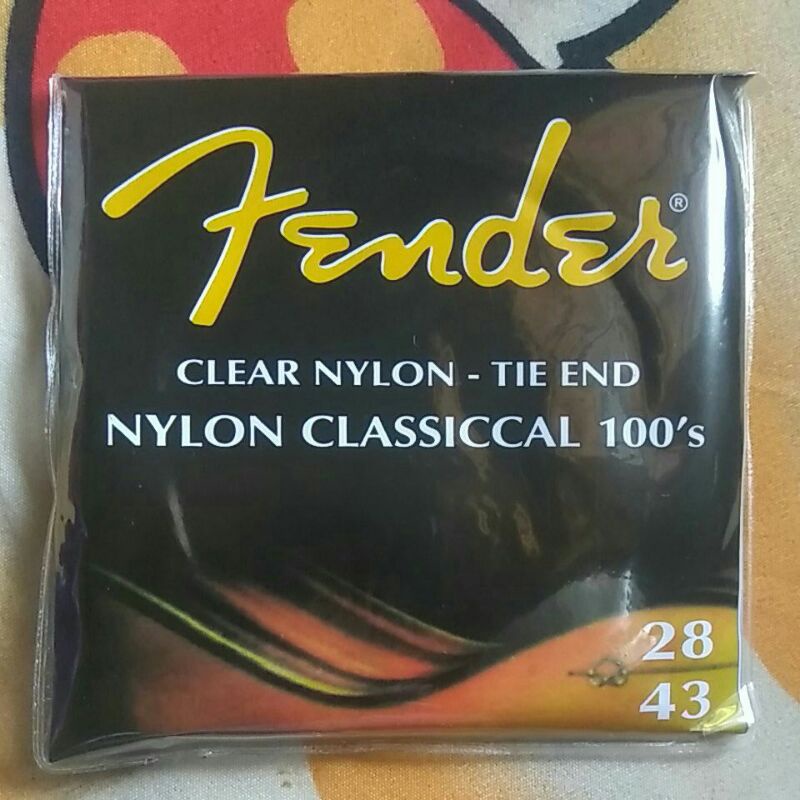 Fender®
CLEAR NYLON - TIE END
NYLON CLASSICCAL 100's
28
43